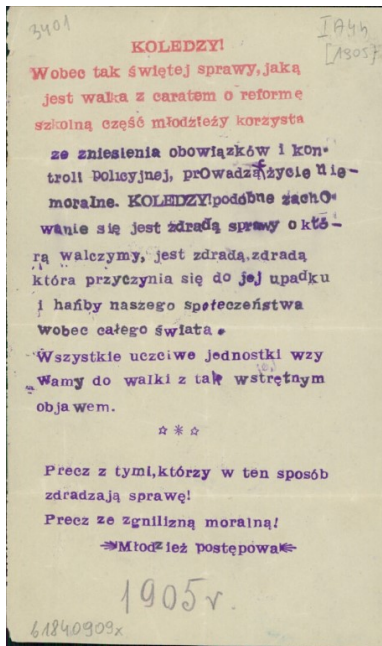 3401
I A 44
[1905]
KOLEDZY!
Wobec tak świętej sprawy,jaką
jest walka z caratem o reformę
szkolną część młodzieży korzysta
ze zniesienia obowiązków i kon-
troli policyjnej, prowadząc życie nie-
moralne. KOLEDZY!podobne zacho-
wanie się jest zdradą sprawy o któ-
rą walczymy, jest zdradą,zdradą
która przyczynia się do jej upadku
i hańby naszego społeczeństwa
wobec całego świata.
Wszystkie uczciwe jednostki wzy
wamy do walki z tak wstrętnym
objawem.
☆ ✳ ☆
Precz z tymi,którzy w ten sposób
zdradzają sprawę!
Precz ze zgnilizną moralną!
Młodzież postępowa
1905 r.
61840909x